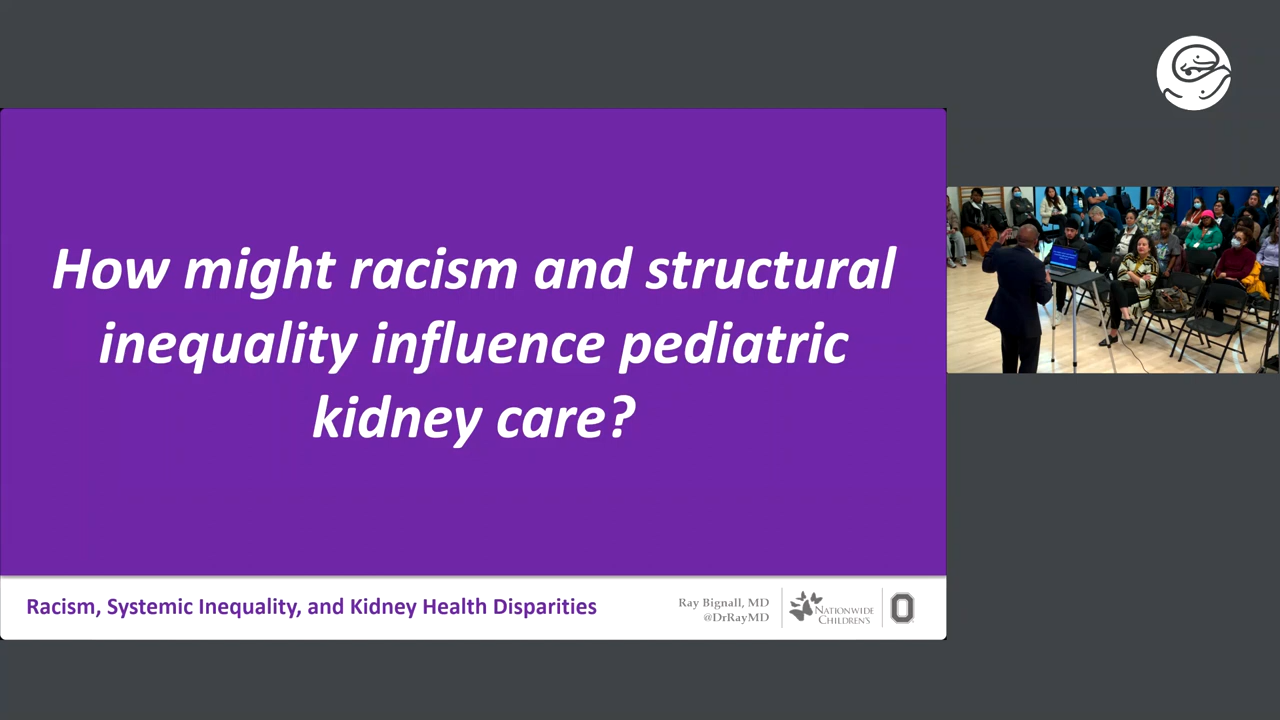 How might racism and structural
inequality influence pediatric
kidney care?
Racism, Systemic Inequality, and Kidney Health Disparities
Ray Bignall, MD
@DrRayMD
NATIONWIDE
CHILDREN'S